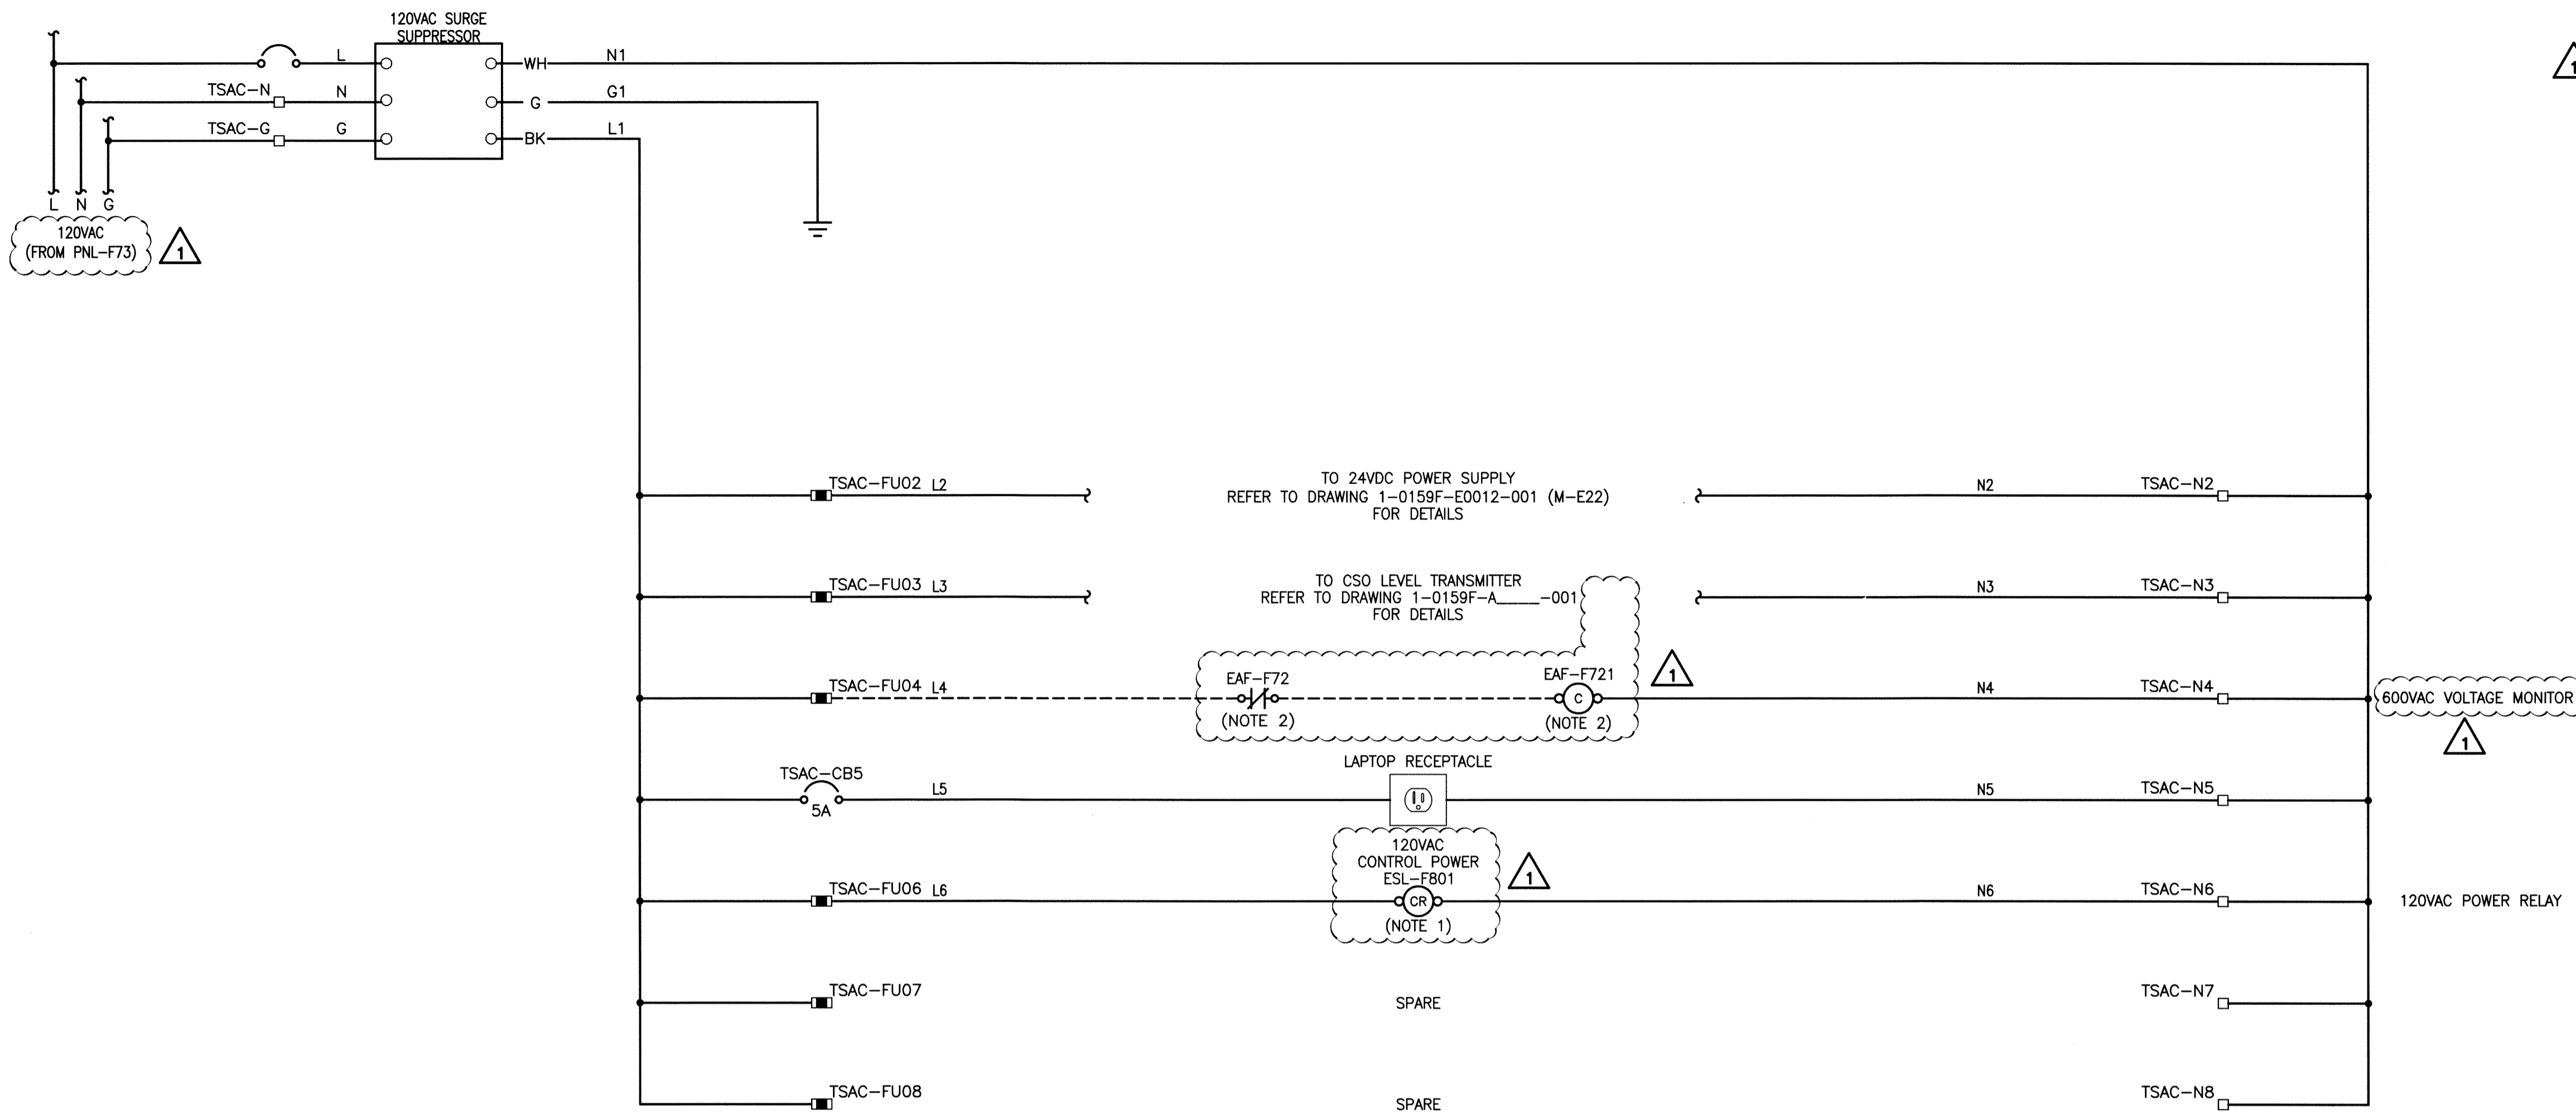 120VAC SURGE
SUPPRESSOR
L
WH
N1
1
TSAC-N
N
G
G1
TSAC-G
G
BK
L1
L N G
120VAC
(FROM PNL-F73)
1
TSAC-FU02 L2
TO 24VDC POWER SUPPLY
REFER TO DRAWING 1-0159F-E0012-001 (M-E22)
FOR DETAILS
N2
TSAC-N2
TSAC-FU03 L3
TO CSO LEVEL TRANSMITTER
REFER TO DRAWING 1-0159F-A_____-001
FOR DETAILS
N3
TSAC-N3
TSAC-FU04 L4
EAF-F72
(NOTE 2)
EAF-F721
C
(NOTE 2)
1
N4
TSAC-N4
600VAC VOLTAGE MONITOR
1
TSAC-CB5
5A
L5
LAPTOP RECEPTACLE
N5
TSAC-N5
TSAC-FU06 L6
120VAC
CONTROL POWER
ESL-F801
CR
(NOTE 1)
1
N6
TSAC-N6
120VAC POWER RELAY
TSAC-FU07
SPARE
TSAC-N7
TSAC-FU08
SPARE
TSAC-N8